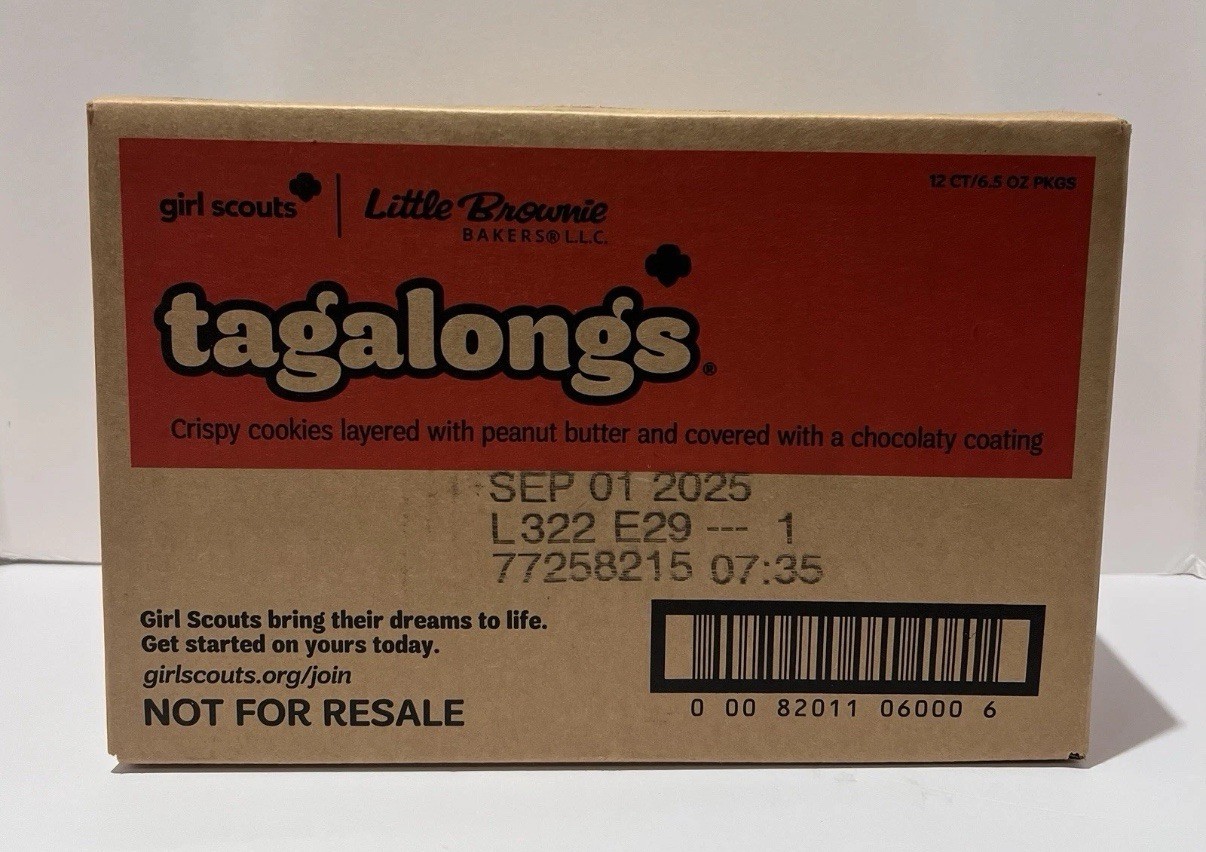 girl scouts
Little Brownie
BAKERS® L.L.C.
12 CT/6.5 OZ PKGS
tagalongs®
Crispy cookies layered with peanut butter and covered with a chocolaty coating
SEP 01 2025
L322 E29 --- 1
77258215 07:35
Girl Scouts bring their dreams to life.
Get started on yours today.
girlscouts.org/join
NOT FOR RESALE
0 00 82011 06000 6